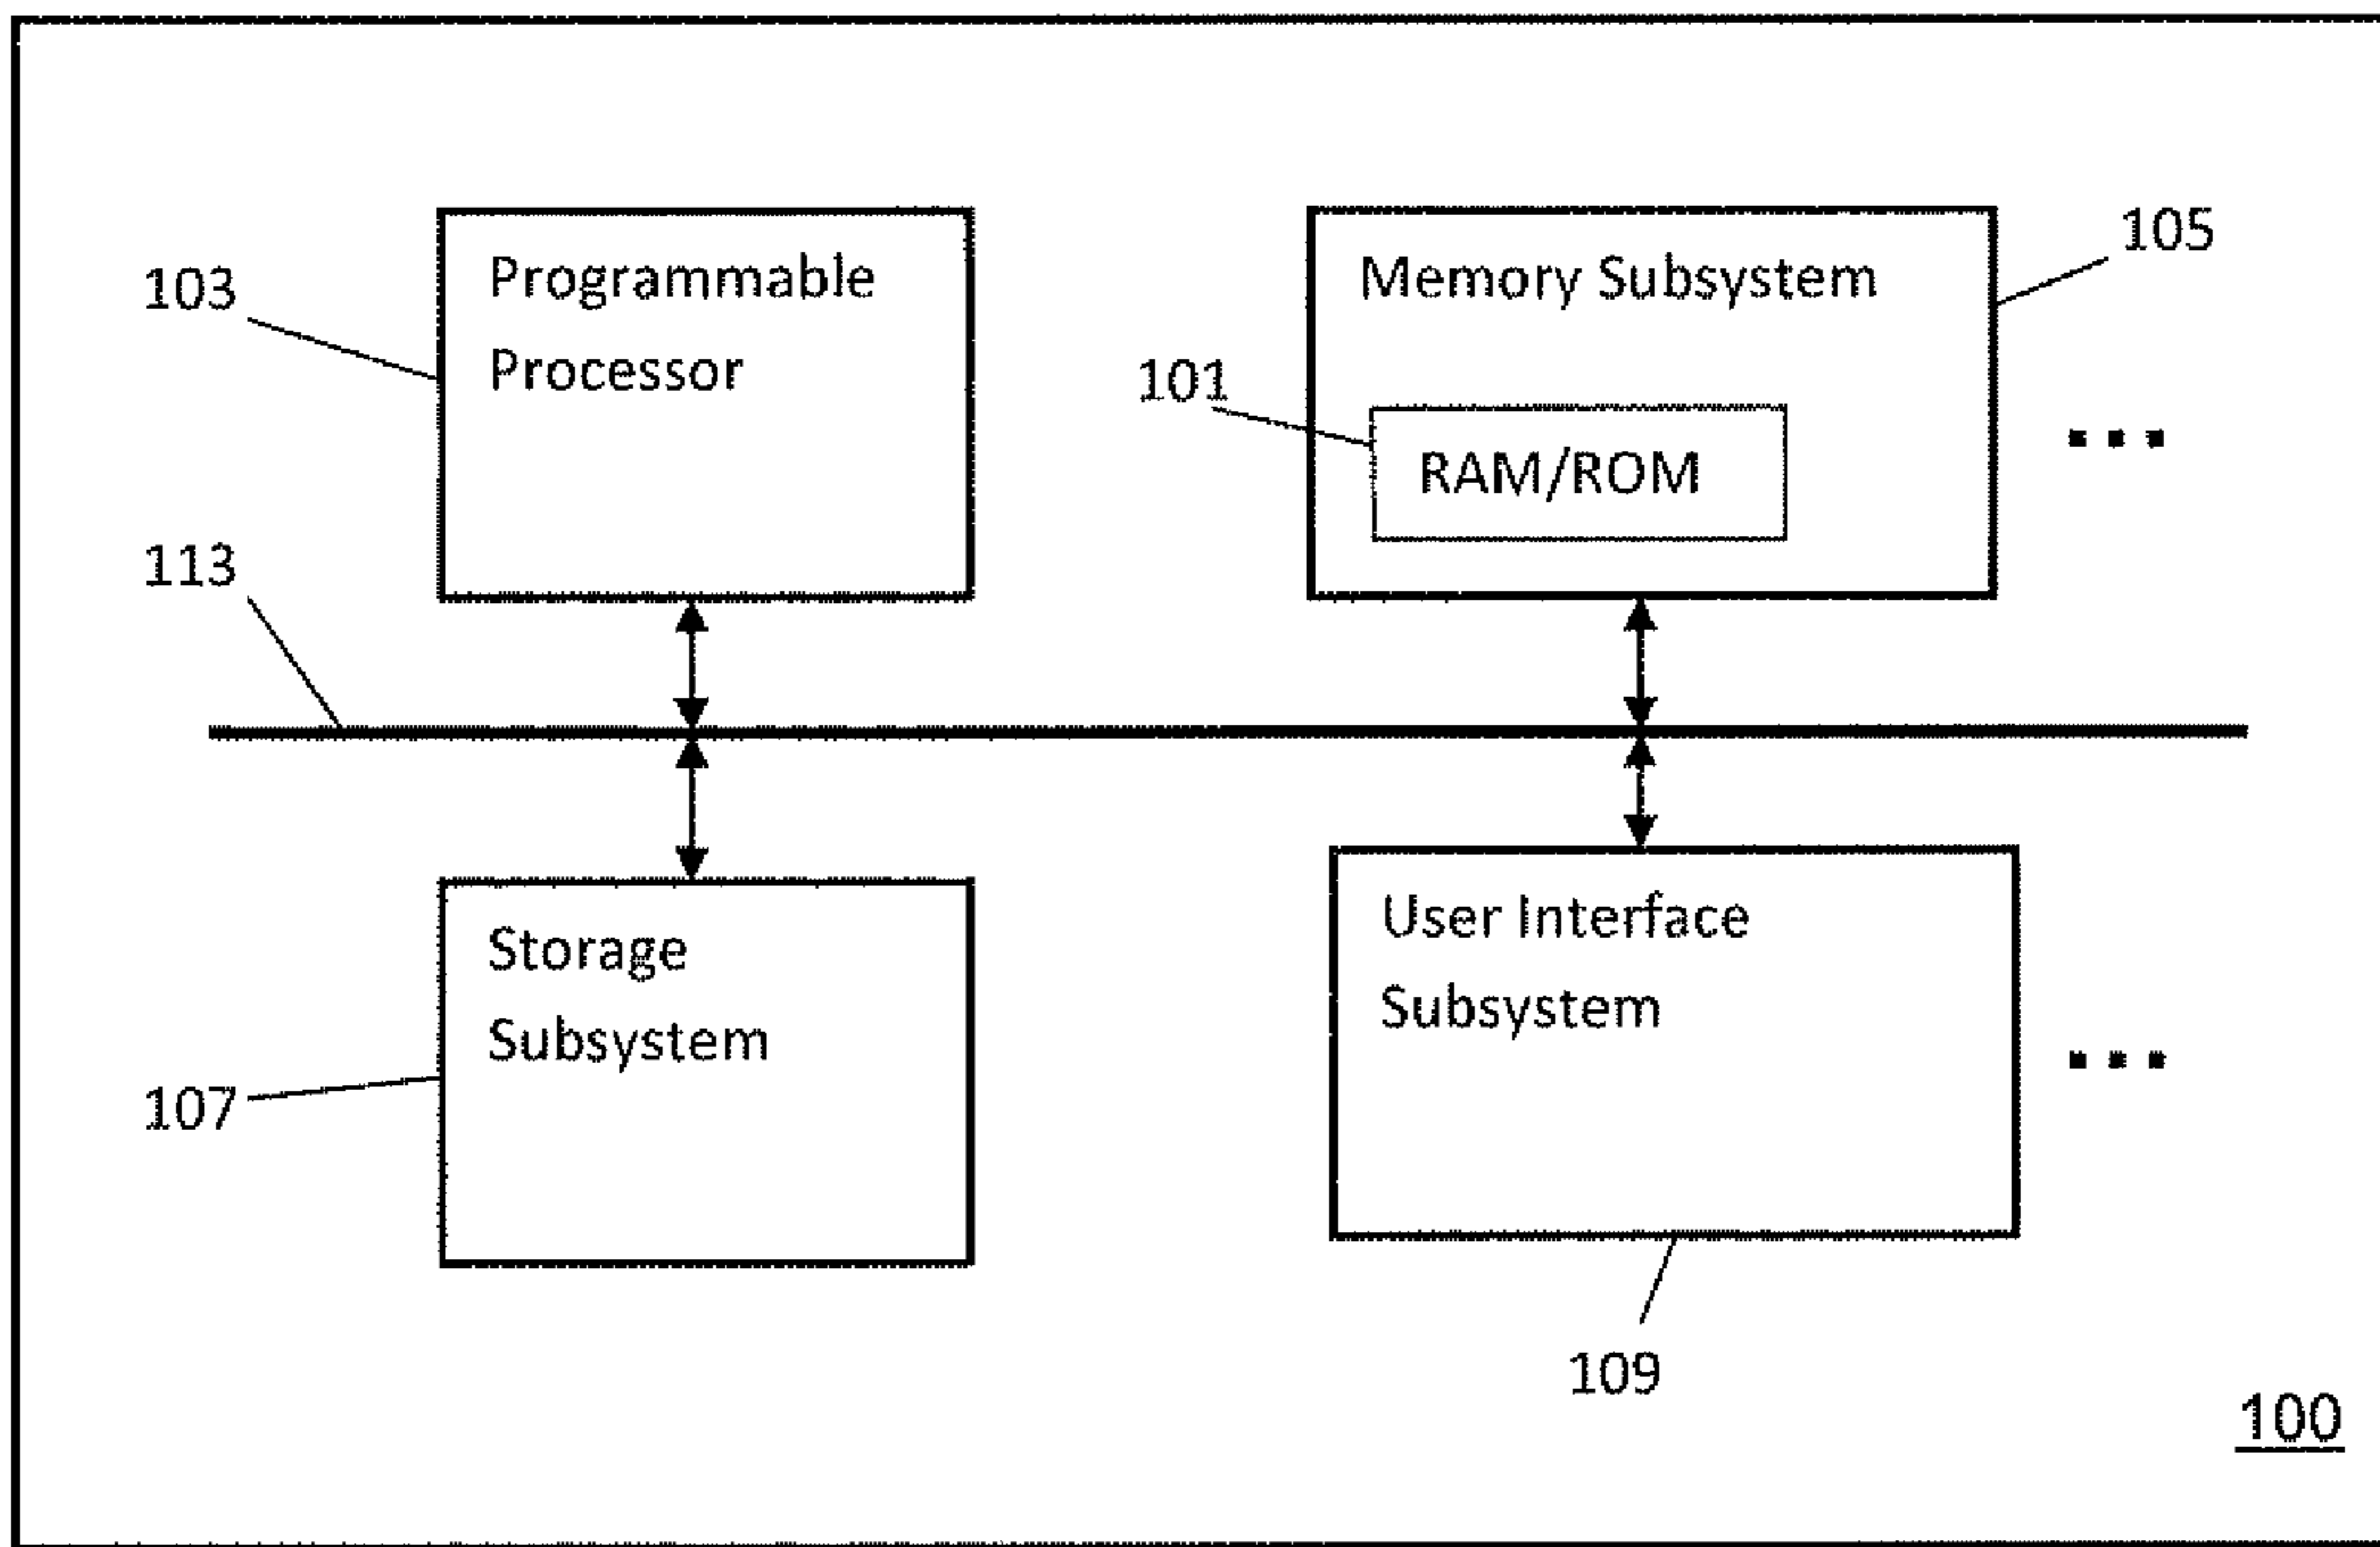 103
Programmable
Processor
Memory Subsystem
105
101
RAM/ROM
...
113
Storage
Subsystem
107
User Interface
Subsystem
...
109
100